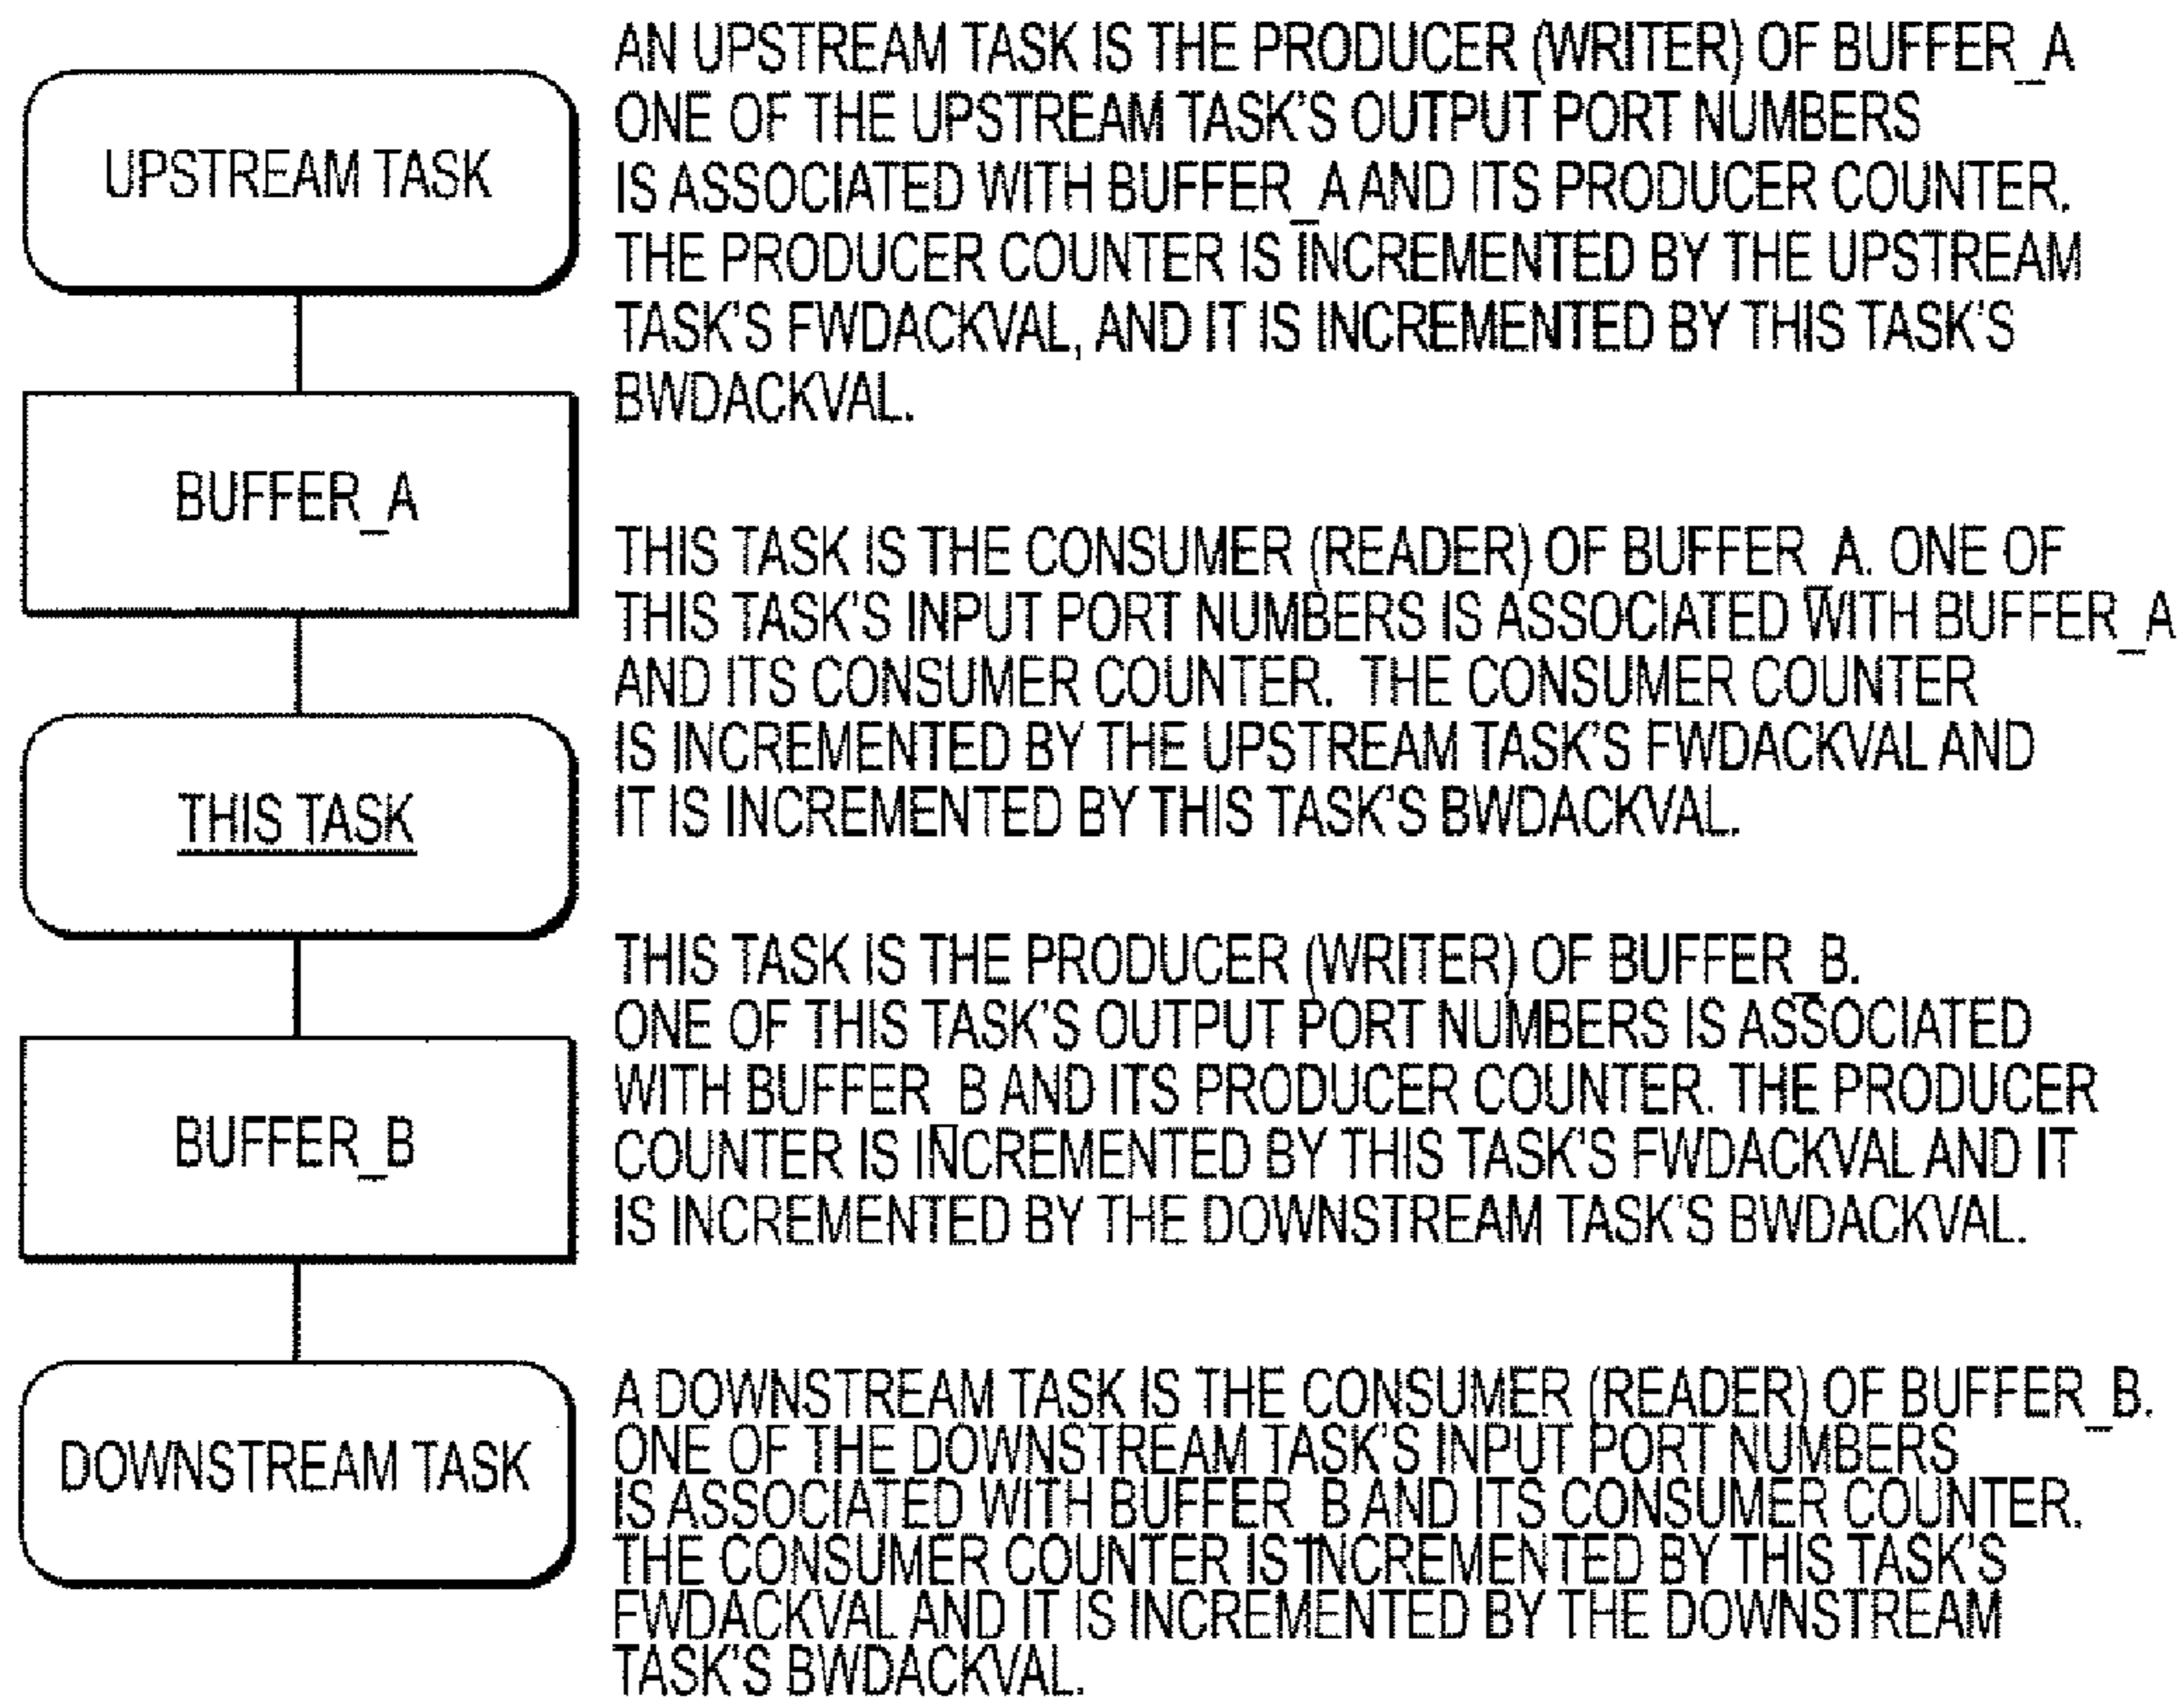 UPSTREAM TASK
AN UPSTREAM TASK IS THE PRODUCER (WRITER) OF BUFFER_A
ONE OF THE UPSTREAM TASK'S OUTPUT PORT NUMBERS
IS ASSOCIATED WITH BUFFER_A AND ITS PRODUCER COUNTER.
THE PRODUCER COUNTER IS INCREMENTED BY THE UPSTREAM
TASK'S FWDACKVAL, AND IT IS INCREMENTED BY THIS TASK'S
BWDACKVAL.
BUFFER_A
THIS TASK IS THE CONSUMER (READER) OF BUFFER_A. ONE OF
THIS TASK'S INPUT PORT NUMBERS IS ASSOCIATED WITH BUFFER_A
AND ITS CONSUMER COUNTER. THE CONSUMER COUNTER
IS INCREMENTED BY THE UPSTREAM TASK'S FWDACKVAL AND
IT IS INCREMENTED BY THIS TASK'S BWDACKVAL.
THIS TASK
THIS TASK IS THE PRODUCER (WRITER) OF BUFFER_B.
ONE OF THIS TASK'S OUTPUT PORT NUMBERS IS ASSOCIATED
WITH BUFFER_B AND ITS PRODUCER COUNTER. THE PRODUCER
COUNTER IS INCREMENTED BY THIS TASK'S FWDACKVAL AND IT
IS INCREMENTED BY THE DOWNSTREAM TASK'S BWDACKVAL.
BUFFER_B
DOWNSTREAM TASK
A DOWNSTREAM TASK IS THE CONSUMER (READER) OF BUFFER_B.
ONE OF THE DOWNSTREAM TASK'S INPUT PORT NUMBERS
IS ASSOCIATED WITH BUFFER_B AND ITS CONSUMER COUNTER.
THE CONSUMER COUNTER IS INCREMENTED BY THIS TASK'S
FWDACKVAL AND IT IS INCREMENTED BY THE DOWNSTREAM
TASK'S BWDACKVAL.